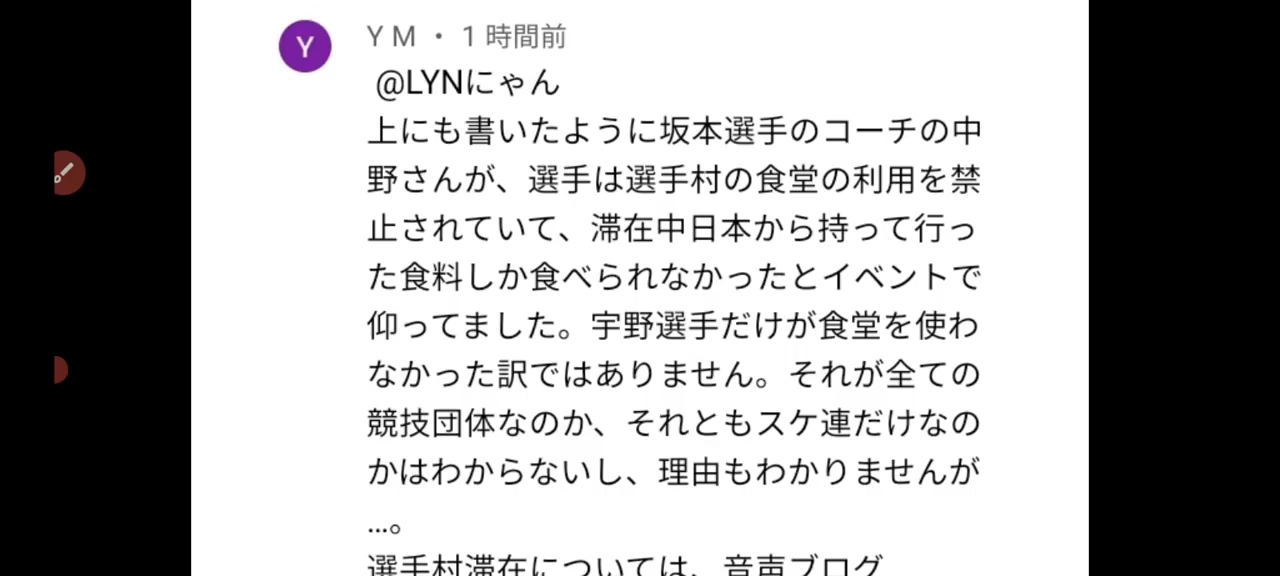 Y
Y M ・ 1 時間前
@LYNにゃん
上にも書いたように坂本選手のコーチの中
野さんが、選手は選手村の食堂の利用を禁
止されていて、滞在中日本から持って行っ
た食料しか食べられなかったとイベントで
仰ってました。宇野選手だけが食堂を使わ
なかった訳ではありません。それが全ての
競技団体なのか、それともスケ連だけなの
かはわからないし、理由もわかりませんが
…。
選手村滞在については、音声ブログ